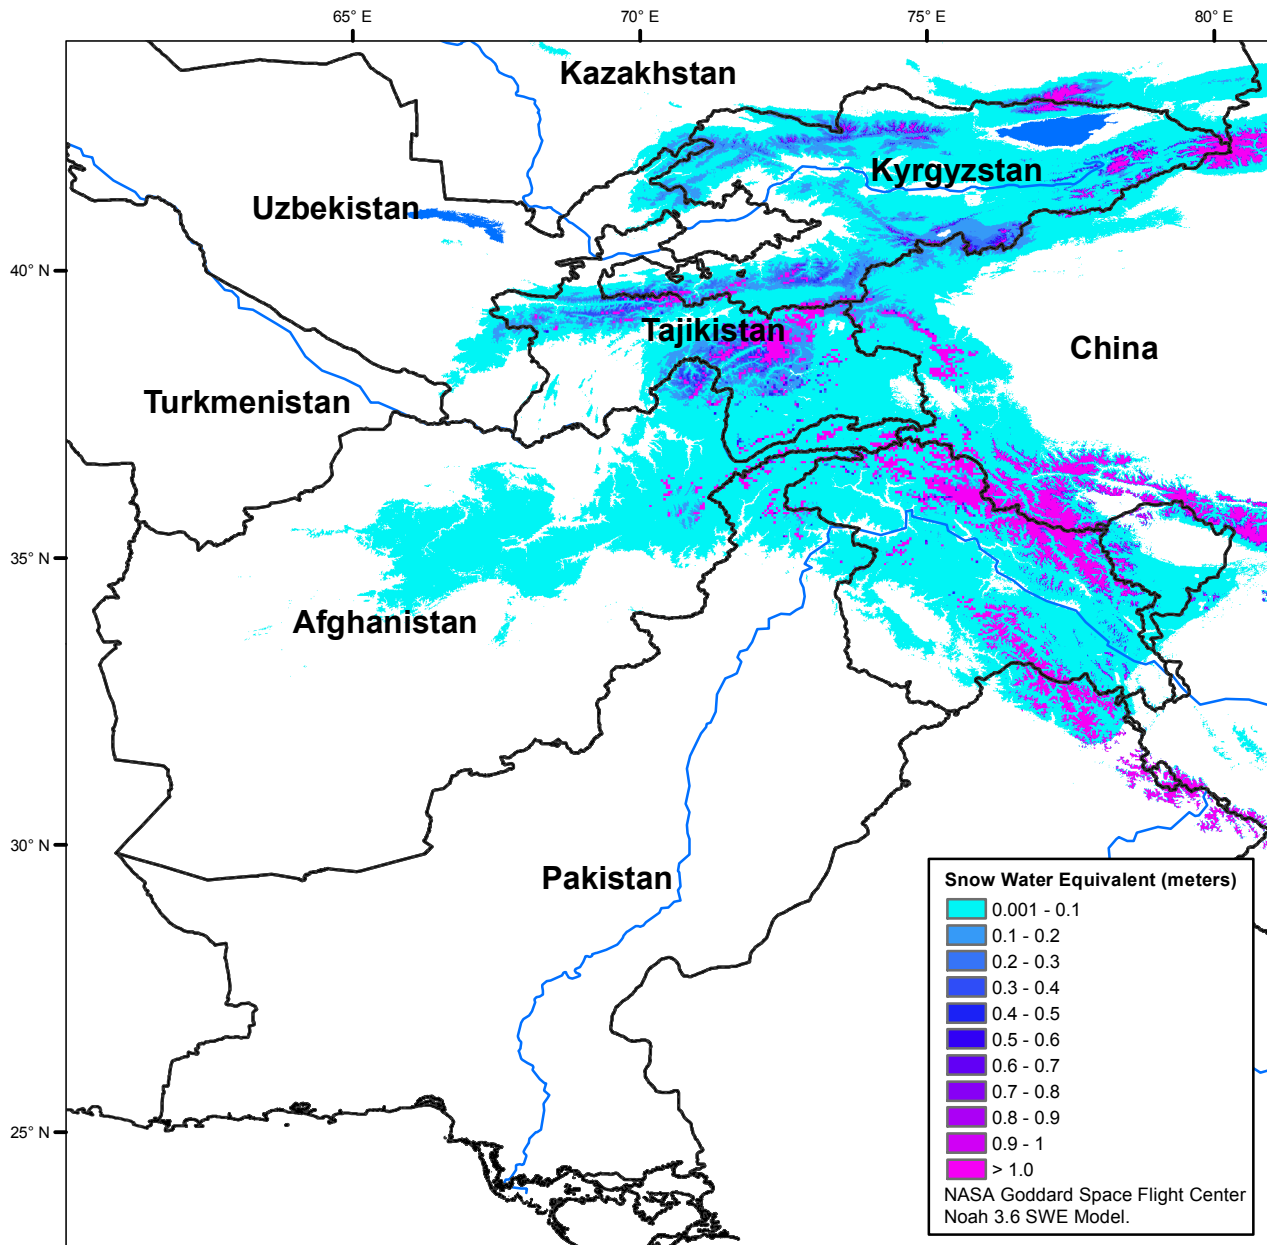 65° E
70° E
75° E
80° E
Kazakhstan
Kyrgyzstan
Uzbekistan
40° N
Tajikistan
China
Turkmenistan
35° N
Afghanistan
30° N
Pakistan
25° N
Snow Water Equivalent (meters)
0.001 - 0.1
0.1 - 0.2
0.2 - 0.3
0.3 - 0.4
0.4 - 0.5
0.5 - 0.6
0.6 - 0.7
0.7 - 0.8
0.8 - 0.9
0.9 - 1
> 1.0
NASA Goddard Space Flight Center
Noah 3.6 SWE Model.